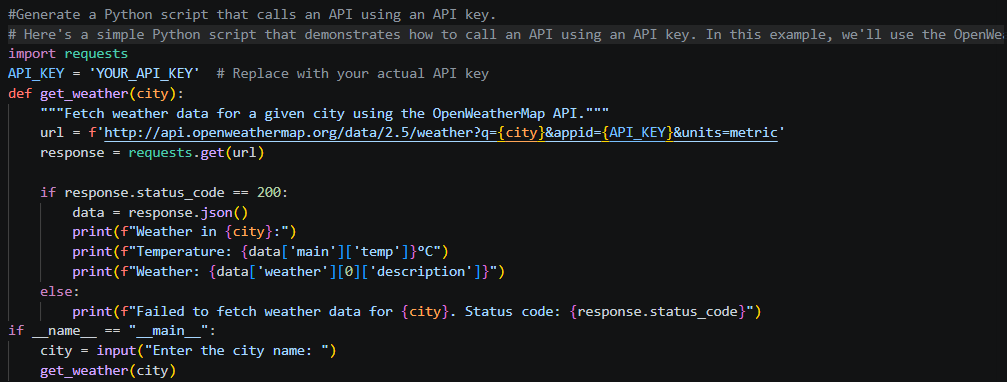 #Generate a Python script that calls an API using an API key.
# Here's a simple Python script that demonstrates how to call an API using an API key. In this example, we'll use the OpenWea
import requests
API_KEY = 'YOUR_API_KEY'  # Replace with your actual API key
def get_weather(city):
    """Fetch weather data for a given city using the OpenWeatherMap API."""
    url = f'http://api.openweathermap.org/data/2.5/weather?q={city}&appid={API_KEY}&units=metric'
    response = requests.get(url)

    if response.status_code == 200:
        data = response.json()
        print(f"Weather in {city}:")
        print(f"Temperature: {data['main']['temp']}°C")
        print(f"Weather: {data['weather'][0]['description']}")
    else:
        print(f"Failed to fetch weather data for {city}. Status code: {response.status_code}")
if __name__ == "__main__":
    city = input("Enter the city name: ")
    get_weather(city)